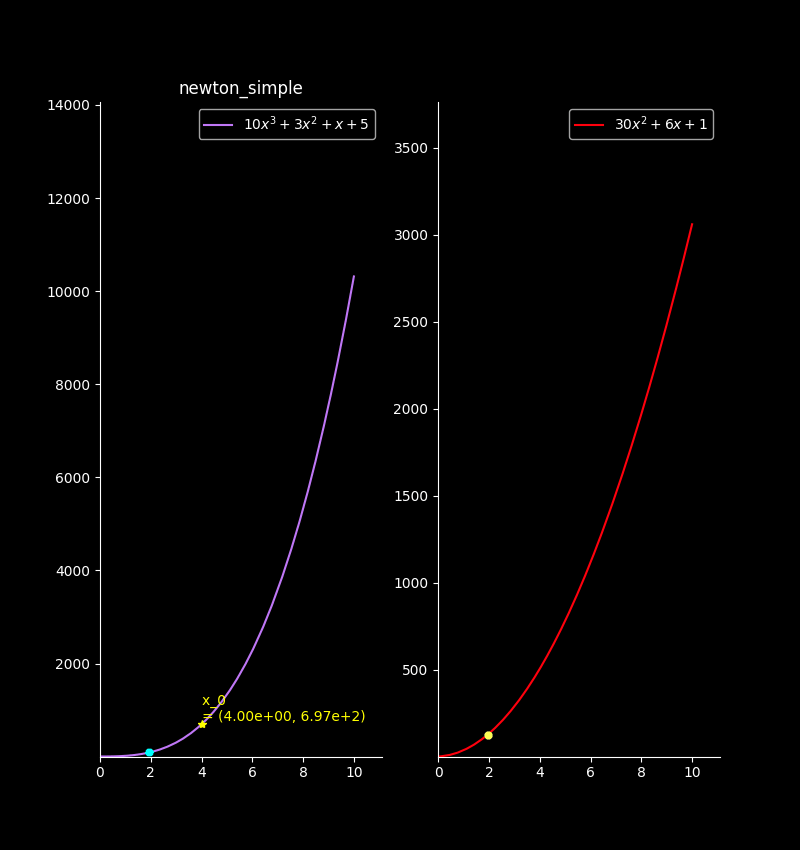 newton_simple
14000
12000
10000
8000
6000
4000
2000
10x³ + 3x² + x + 5
x_0
= (4.00e+00, 6.97e+2)
0 2 4 6 8 10
3500
3000
2500
2000
1500
1000
500
30x² + 6x + 1
0 2 4 6 8 10